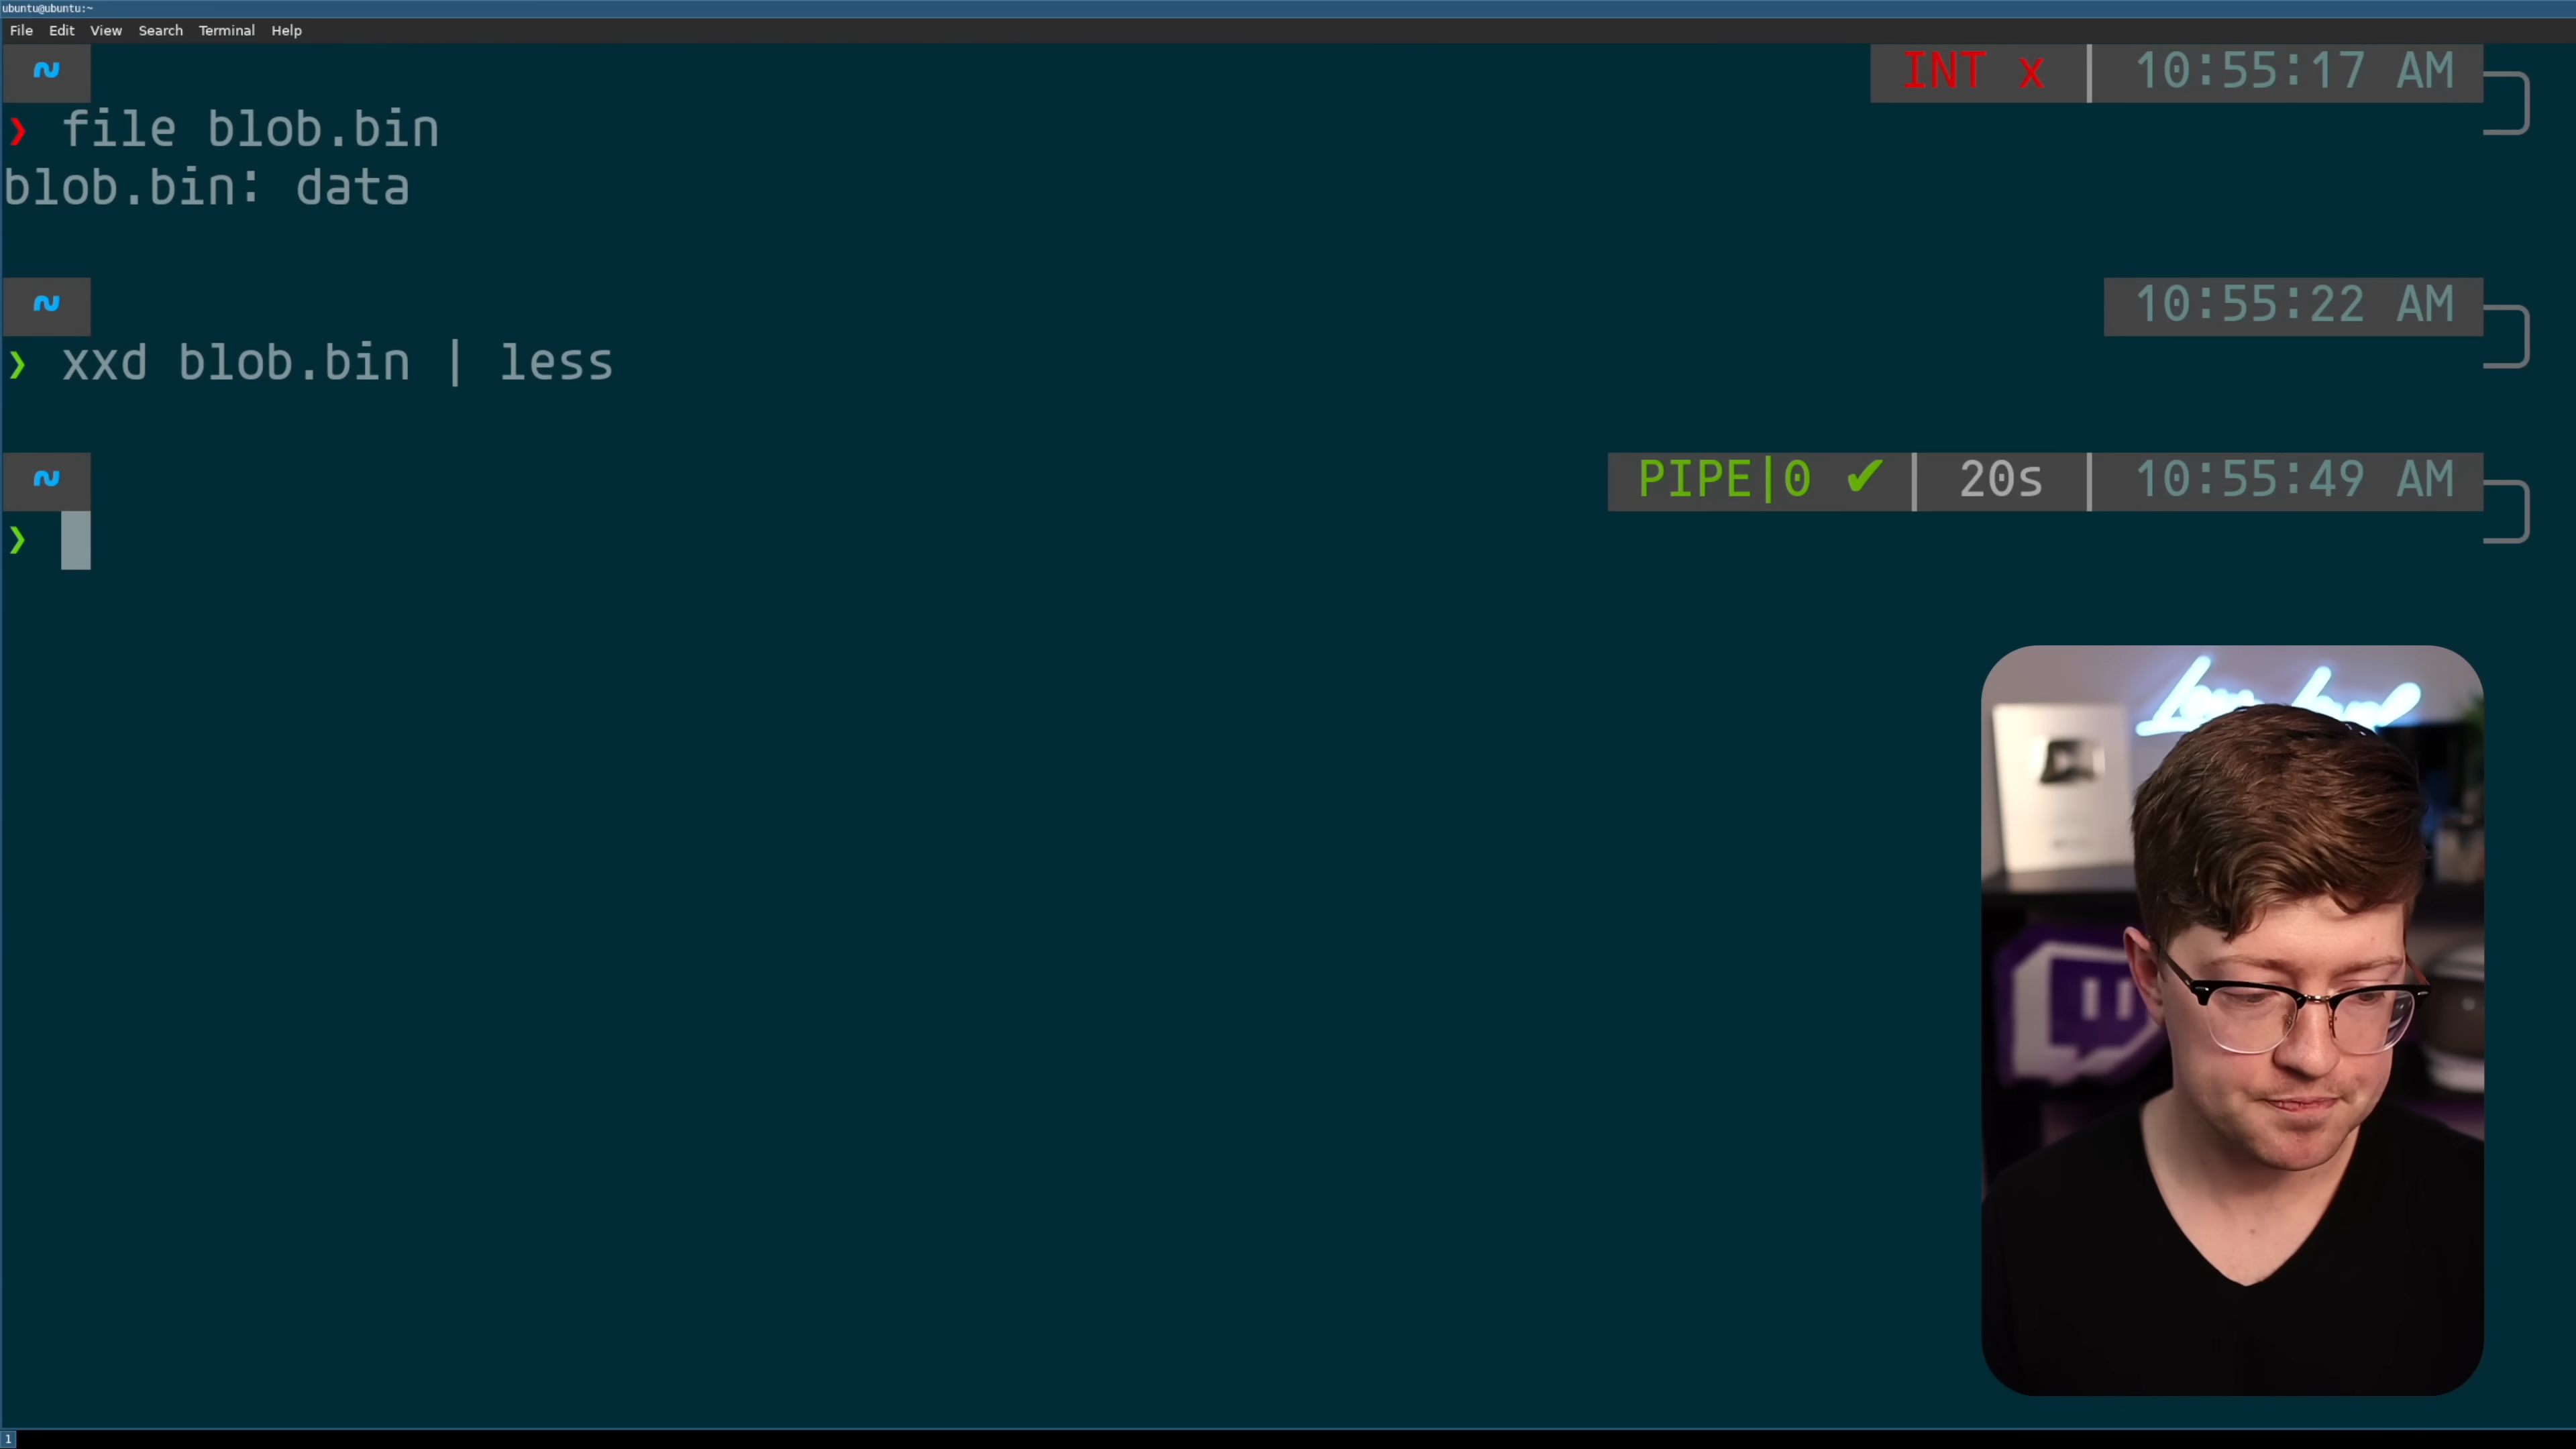 ubuntu@ubuntu:~
File Edit View Search Terminal Help
~ INT x | 10:55:17 AM
❯ file blob.bin
blob.bin: data
~ 10:55:22 AM
❯ xxd blob.bin | less
~ PIPE|0 ✔ | 20s | 10:55:49 AM
❯
1